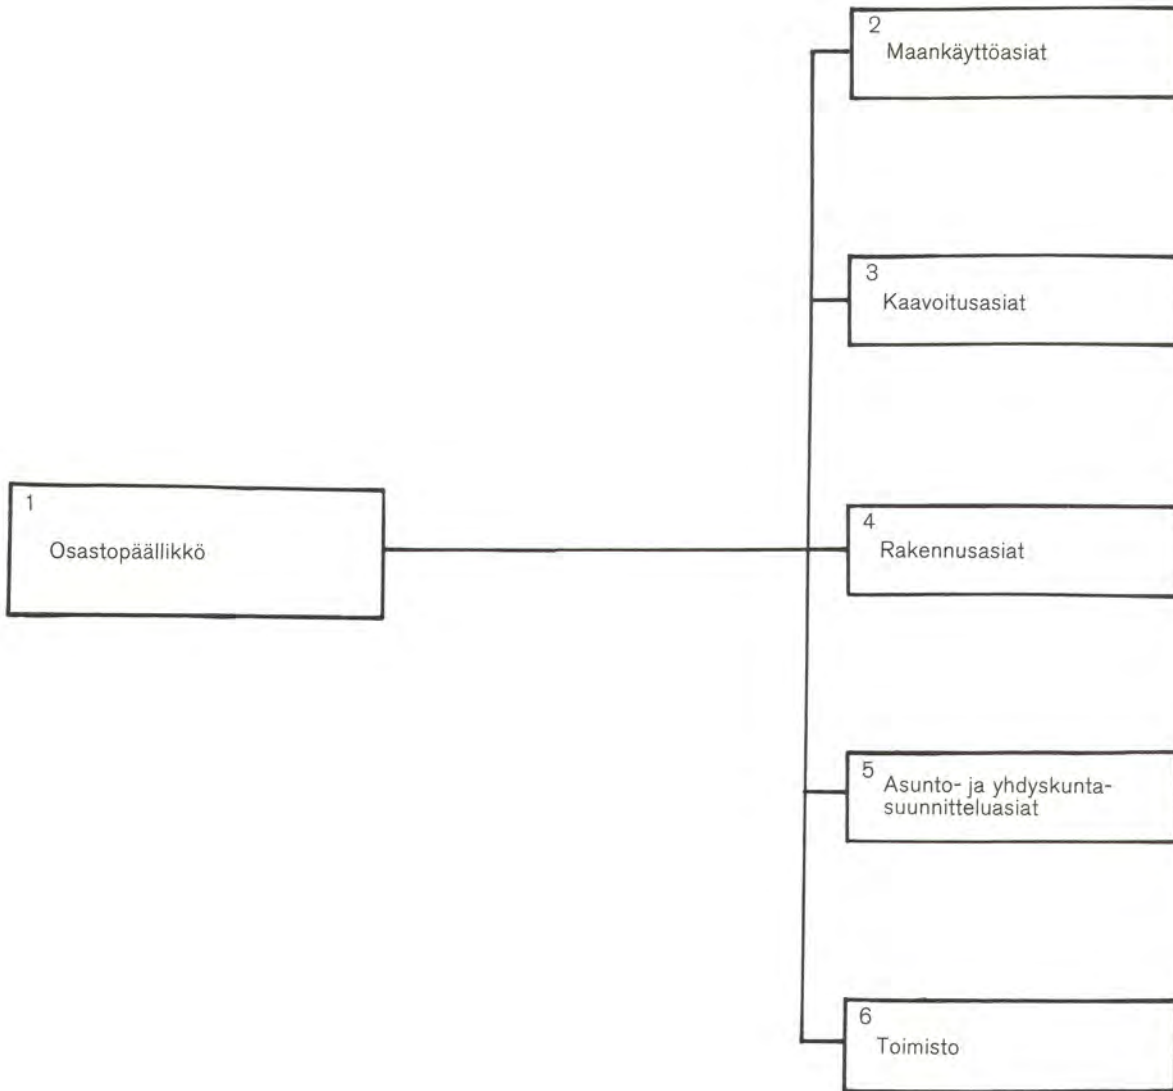 1
Osastopäällikkö
2
Maankäyttöasiat
3
Kaavoitusasiat
4
Rakennusasiat
5
Asunto- ja yhdyskunta-
suunnitteluasiat
6
Toimisto